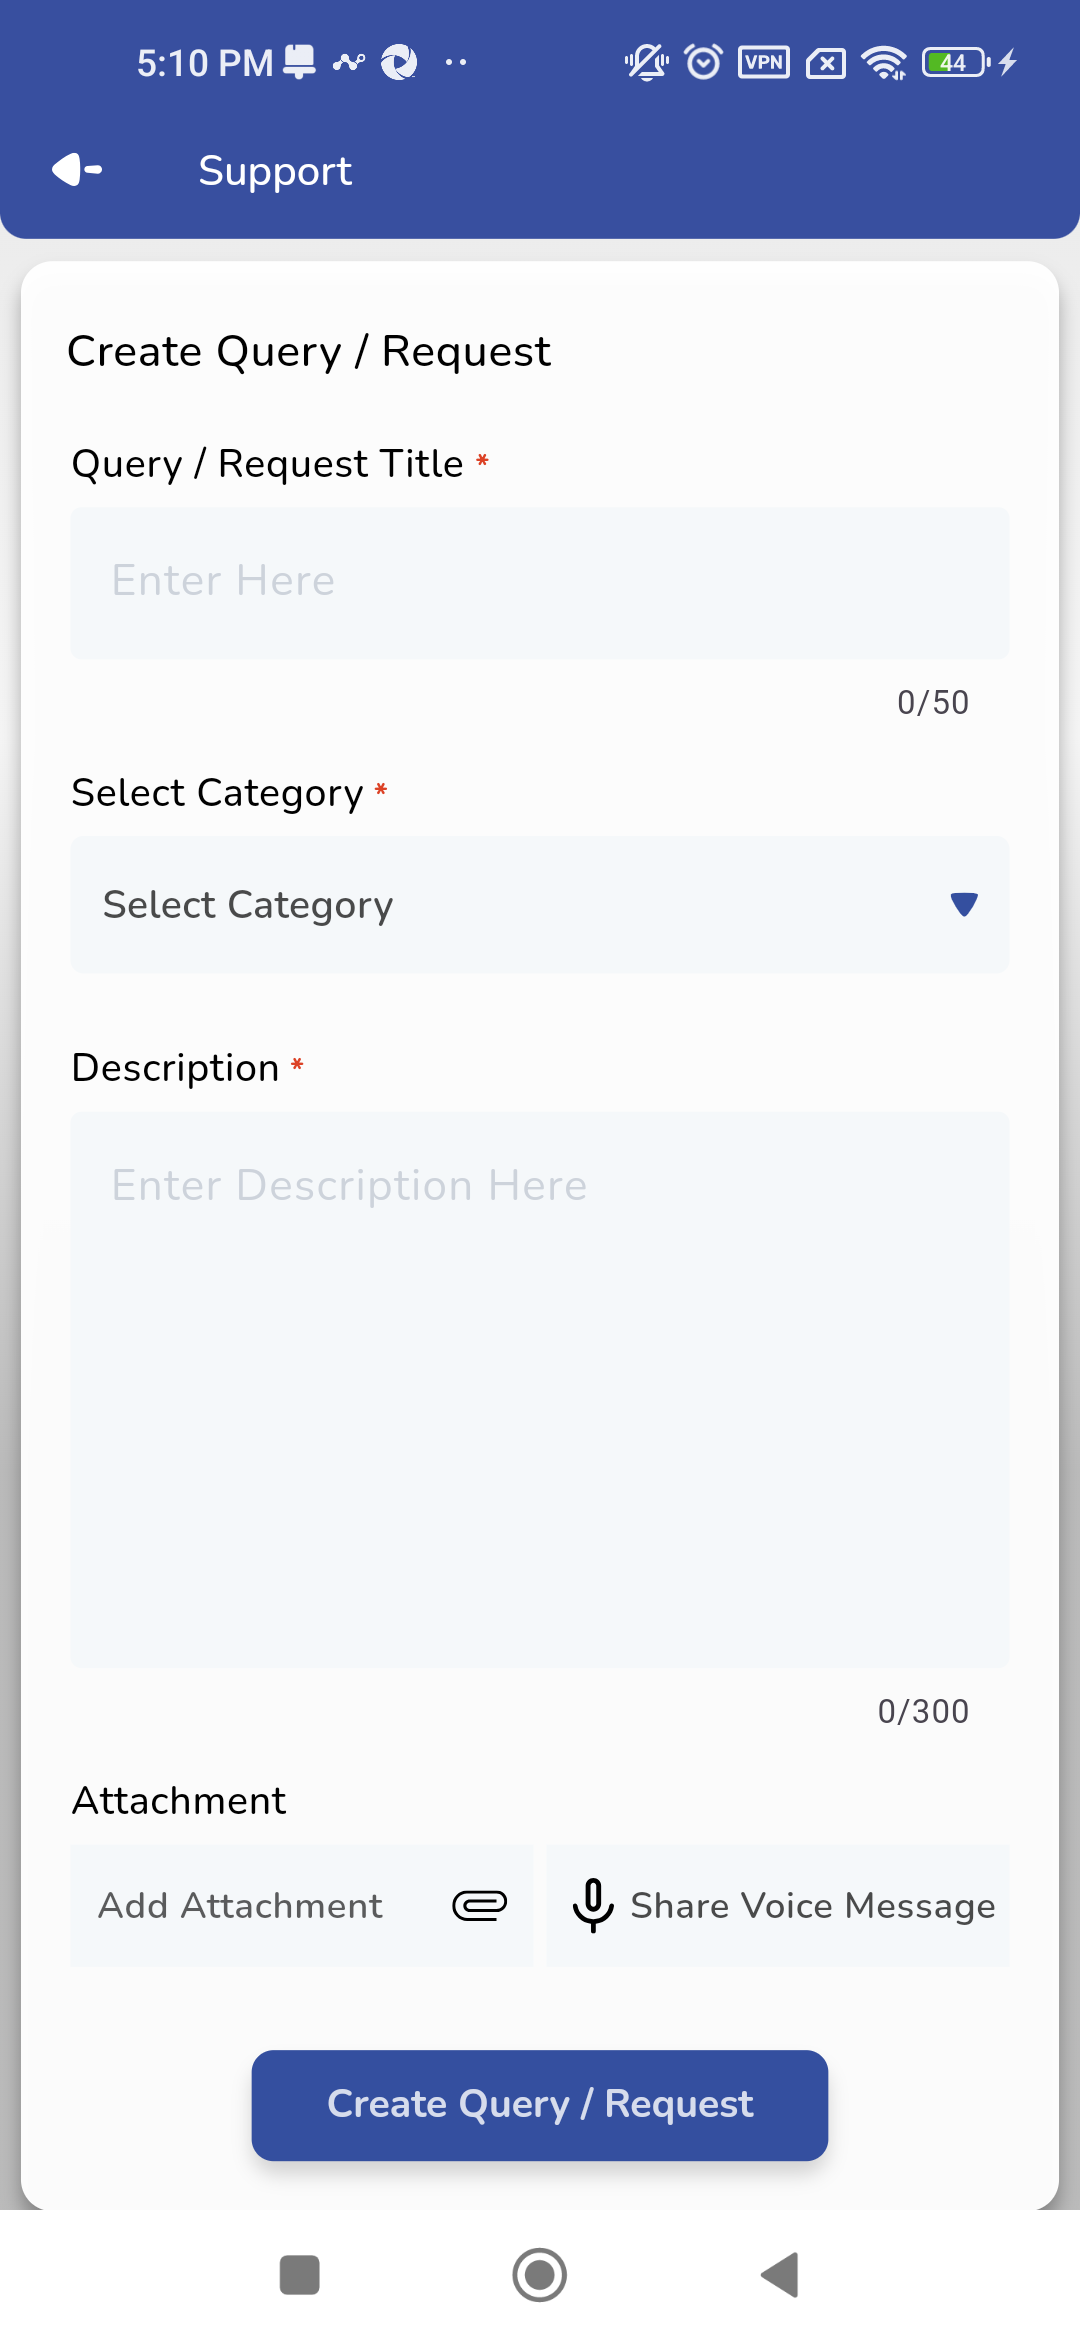 5:10 PM
VPN
44
Support
Create Query / Request
Query / Request Title *
Enter Here
0/50
Select Category *
Select Category
Description *
Enter Description Here
0/300
Attachment
Add Attachment
Share Voice Message
Create Query / Request